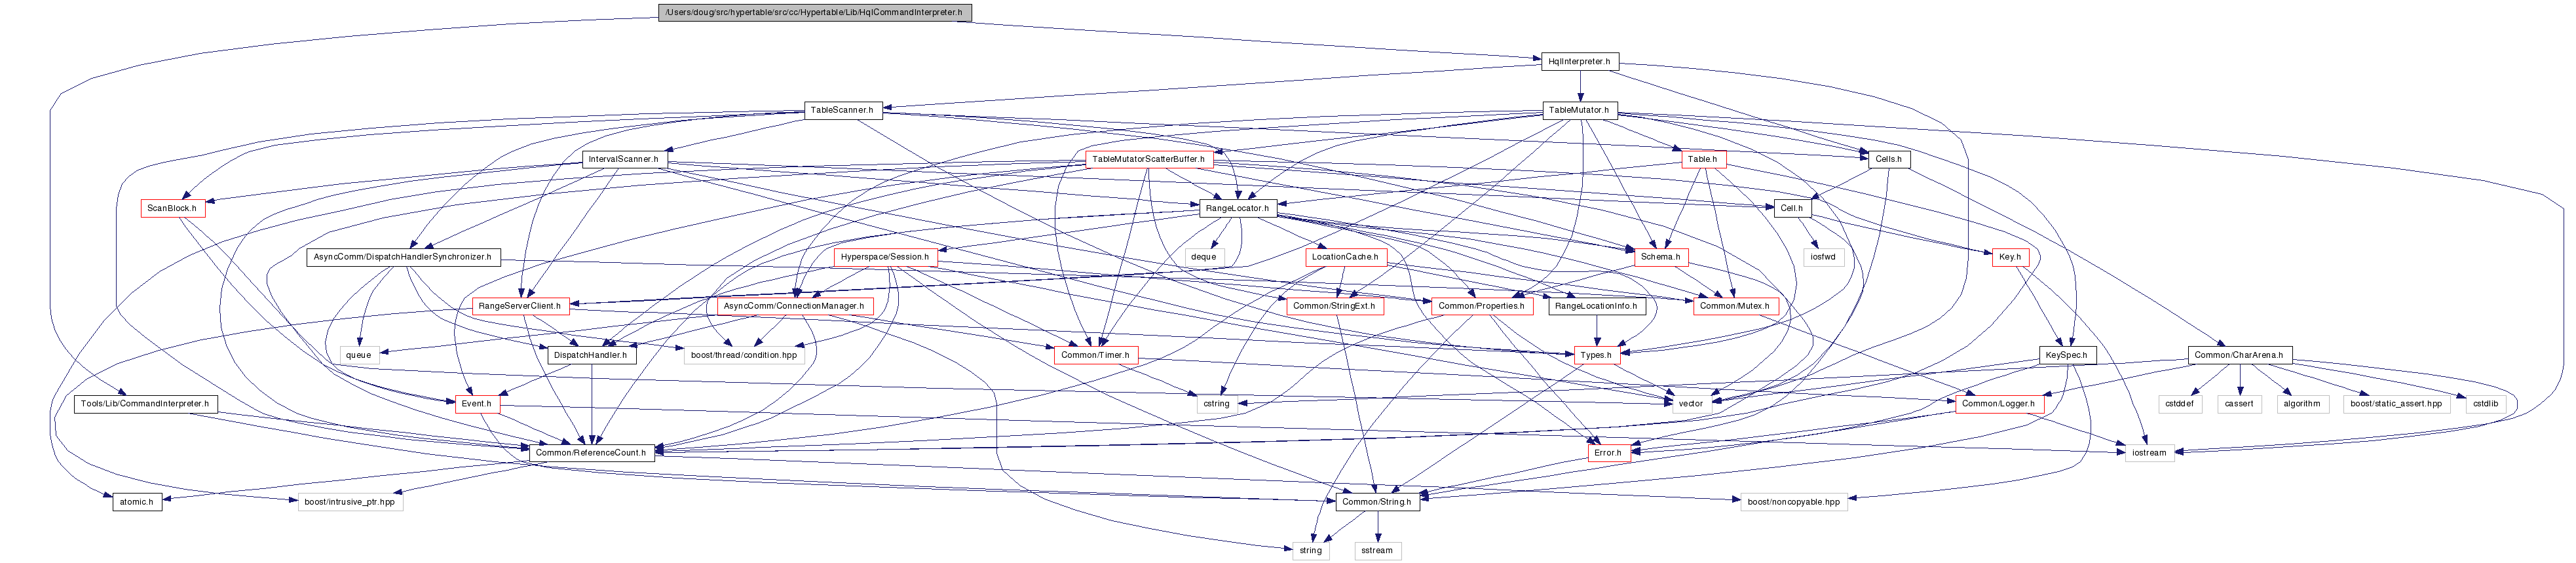 /Users/doug/src/hypertable/src/cc/Hypertable/Lib/HqlCommandInterpreter.h
HqlInterpreter.h
TableScanner.h
TableMutator.h
IntervalScanner.h
TableMutatorScatterBuffer.h
Table.h
Cells.h
ScanBlock.h
RangeLocator.h
Cell.h
AsyncComm/DispatchHandlerSynchronizer.h
deque
Hyperspace/Session.h
LocationCache.h
Schema.h
iosfwd
Key.h
RangeServerClient.h
AsyncComm/ConnectionManager.h
Common/StringExt.h
Common/Properties.h
RangeLocationInfo.h
Common/Mutex.h
queue
DispatchHandler.h
boost/thread/condition.hpp
Common/Timer.h
Types.h
KeySpec.h
Common/CharArena.h
Tools/Lib/CommandInterpreter.h
Event.h
cstring
vector
Common/Logger.h
cstddef
cassert
algorithm
boost/static_assert.hpp
cstdlib
Common/ReferenceCount.h
Error.h
iostream
atomic.h
boost/intrusive_ptr.hpp
Common/String.h
boost/noncopyable.hpp
string
sstream